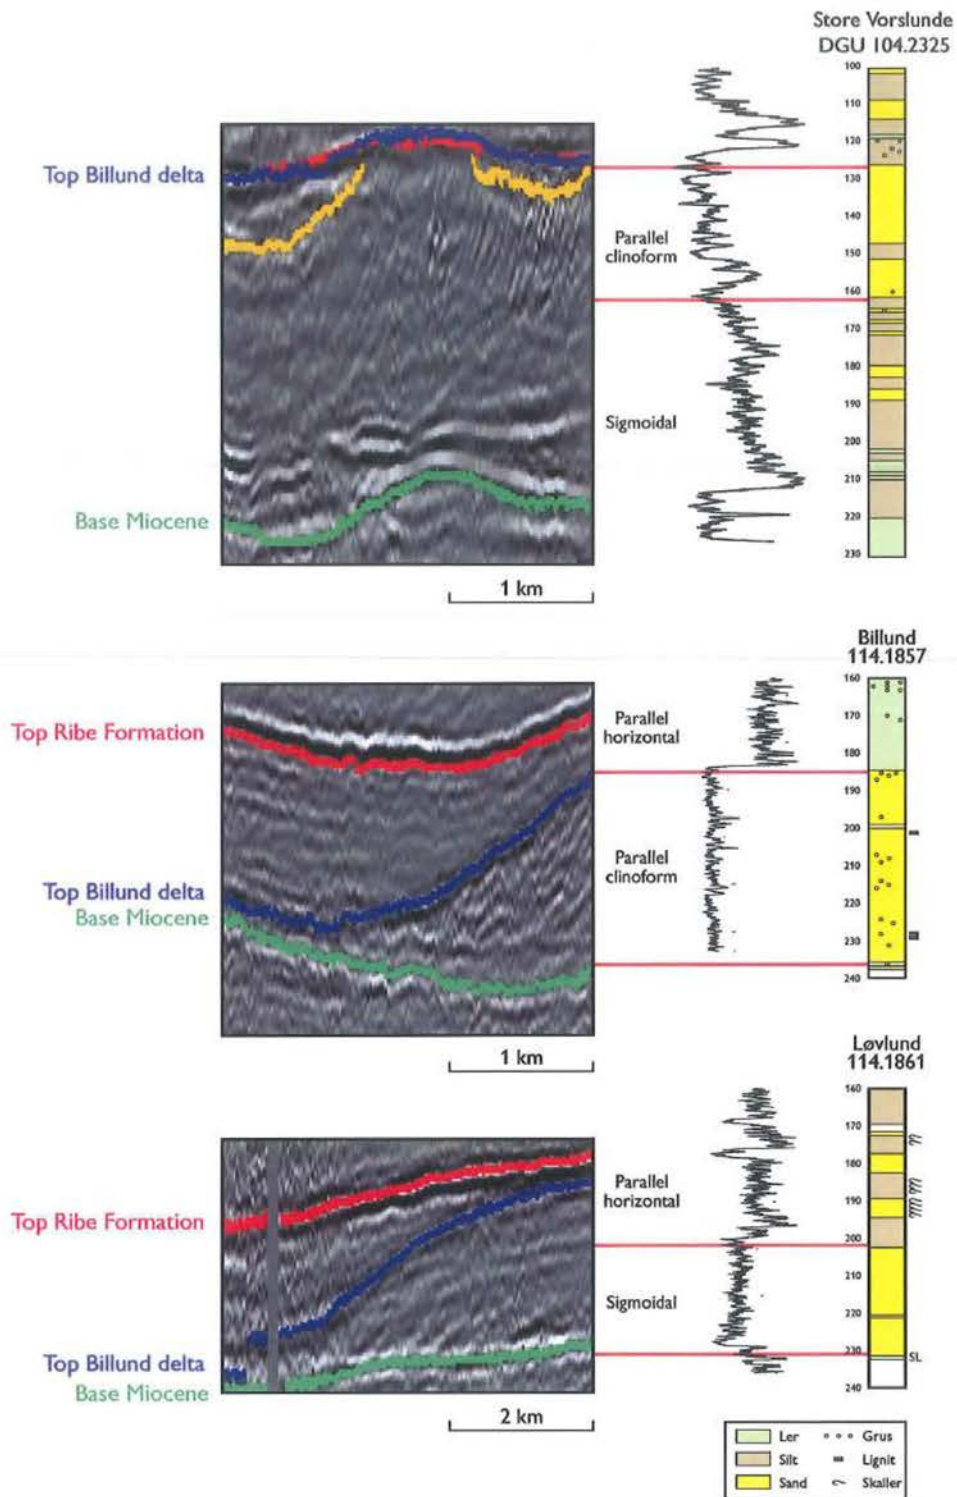 Store Vorslunde
DGU 104.2325
100
110
120
130
140
150
160
170
180
190
200
210
220
230
Top Billund delta
Parallel
clinoform
Sigmoidal
Base Miocene
1 km
Billund
114.1857
160
170
180
190
200
210
220
230
240
Top Ribe Formation
Parallel
horizontal
Parallel
clinoform
Top Billund delta
Base Miocene
1 km
Løvlund
114.1861
160
170
180
190
200
210
220
230
240
SL
Top Ribe Formation
Parallel
horizontal
Sigmoidal
Top Billund delta
Base Miocene
2 km
Ler
Grus
Silt
Lignit
Sand
Skaller